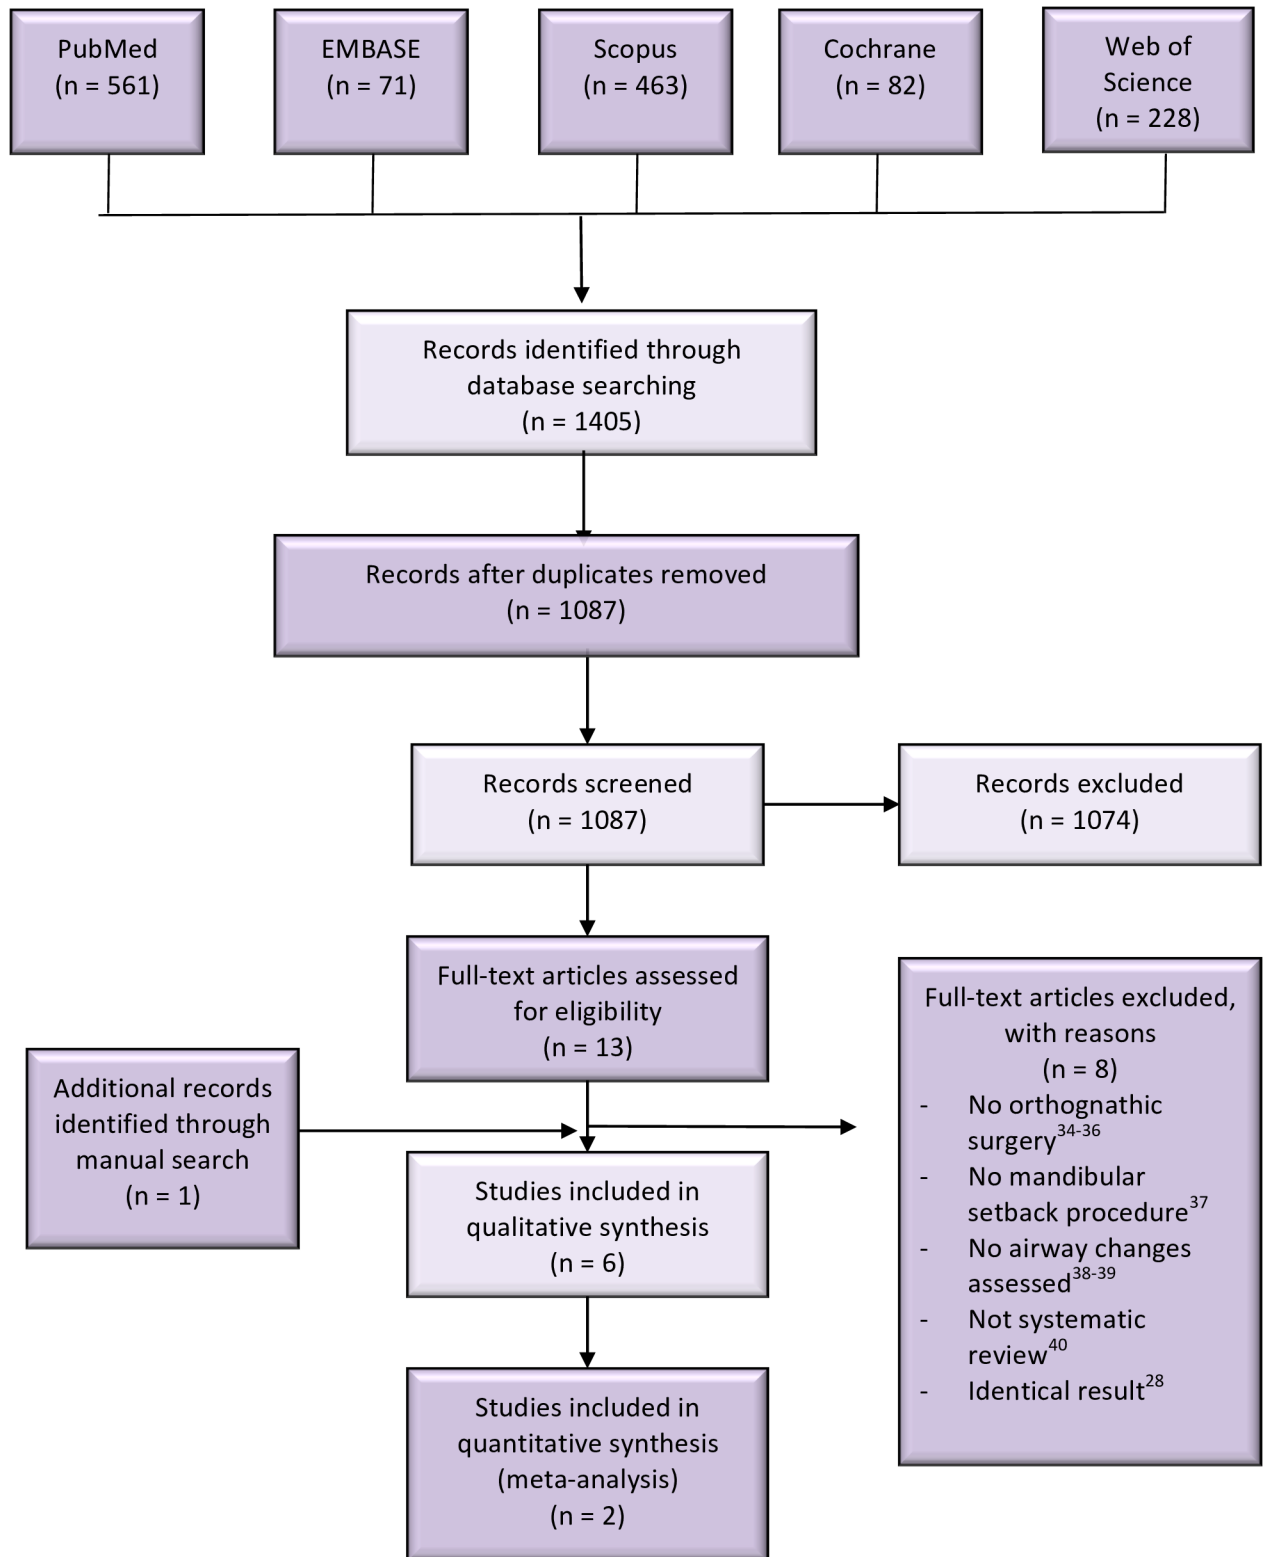 PubMed
(n = 561)
EMBASE
(n = 71)
Scopus
(n = 463)
Cochrane
(n = 82)
Web of
Science
(n = 228)
Records identified through
database searching
(n = 1405)
Records after duplicates removed
(n = 1087)
Records screened
(n = 1087)
Records excluded
(n = 1074)
Full-text articles assessed
for eligibility
(n = 13)
Full-text articles excluded,
with reasons
(n = 8)
- No orthognathic
surgery34-36
- No mandibular
setback procedure37
- No airway changes
assessed38-39
- Not systematic
review40
- Identical result28
Additional records
identified through
manual search
(n = 1)
Studies included in
qualitative synthesis
(n = 6)
Studies included in
quantitative synthesis
(meta-analysis)
(n = 2)